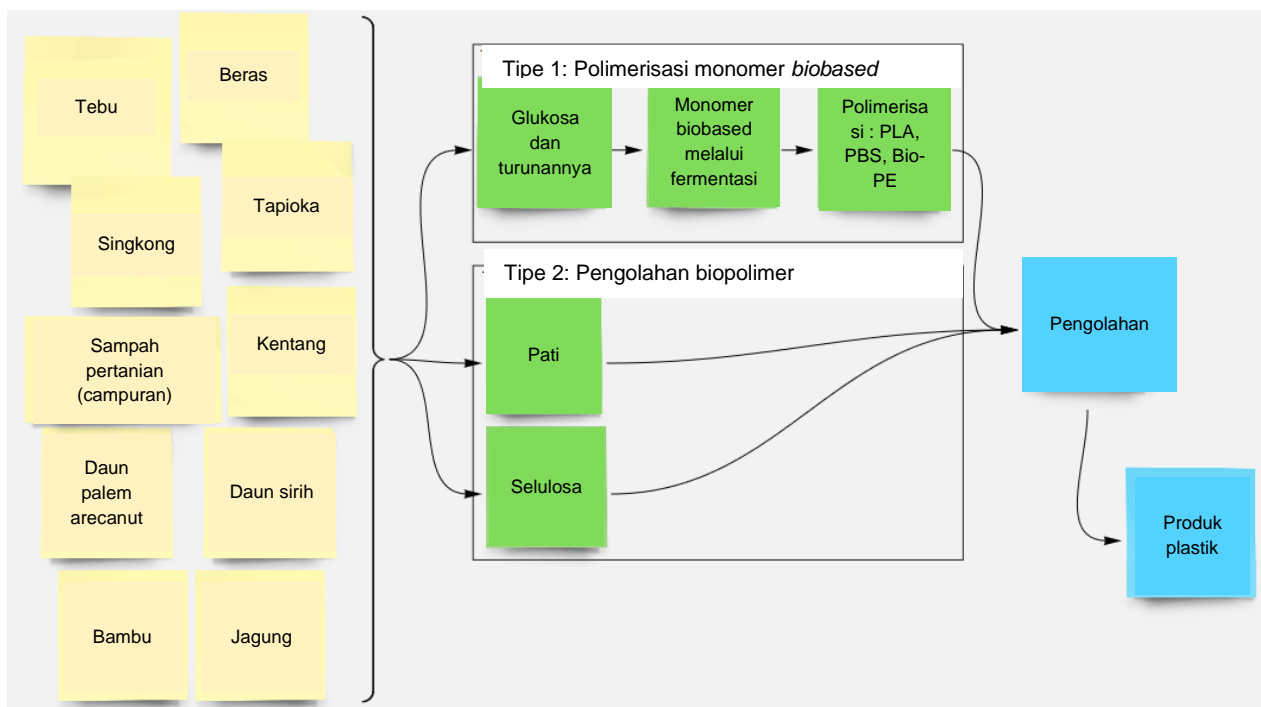 Tebu
Beras
Singkong
Tapioka
Sampah
pertanian
(campuran)
Kentang
Daun
palem
arecanut
Daun sirih
Bambu
Jagung
Tipe 1: Polimerisasi monomer biobased
Glukosa
dan
turunannya
Monomer
biobased
melalui
fermentasi
Polimerisa
si : PLA,
PBS, Bio-
PE
Tipe 2: Pengolahan biopolimer
Pati
Selulosa
Pengolahan
Produk
plastik